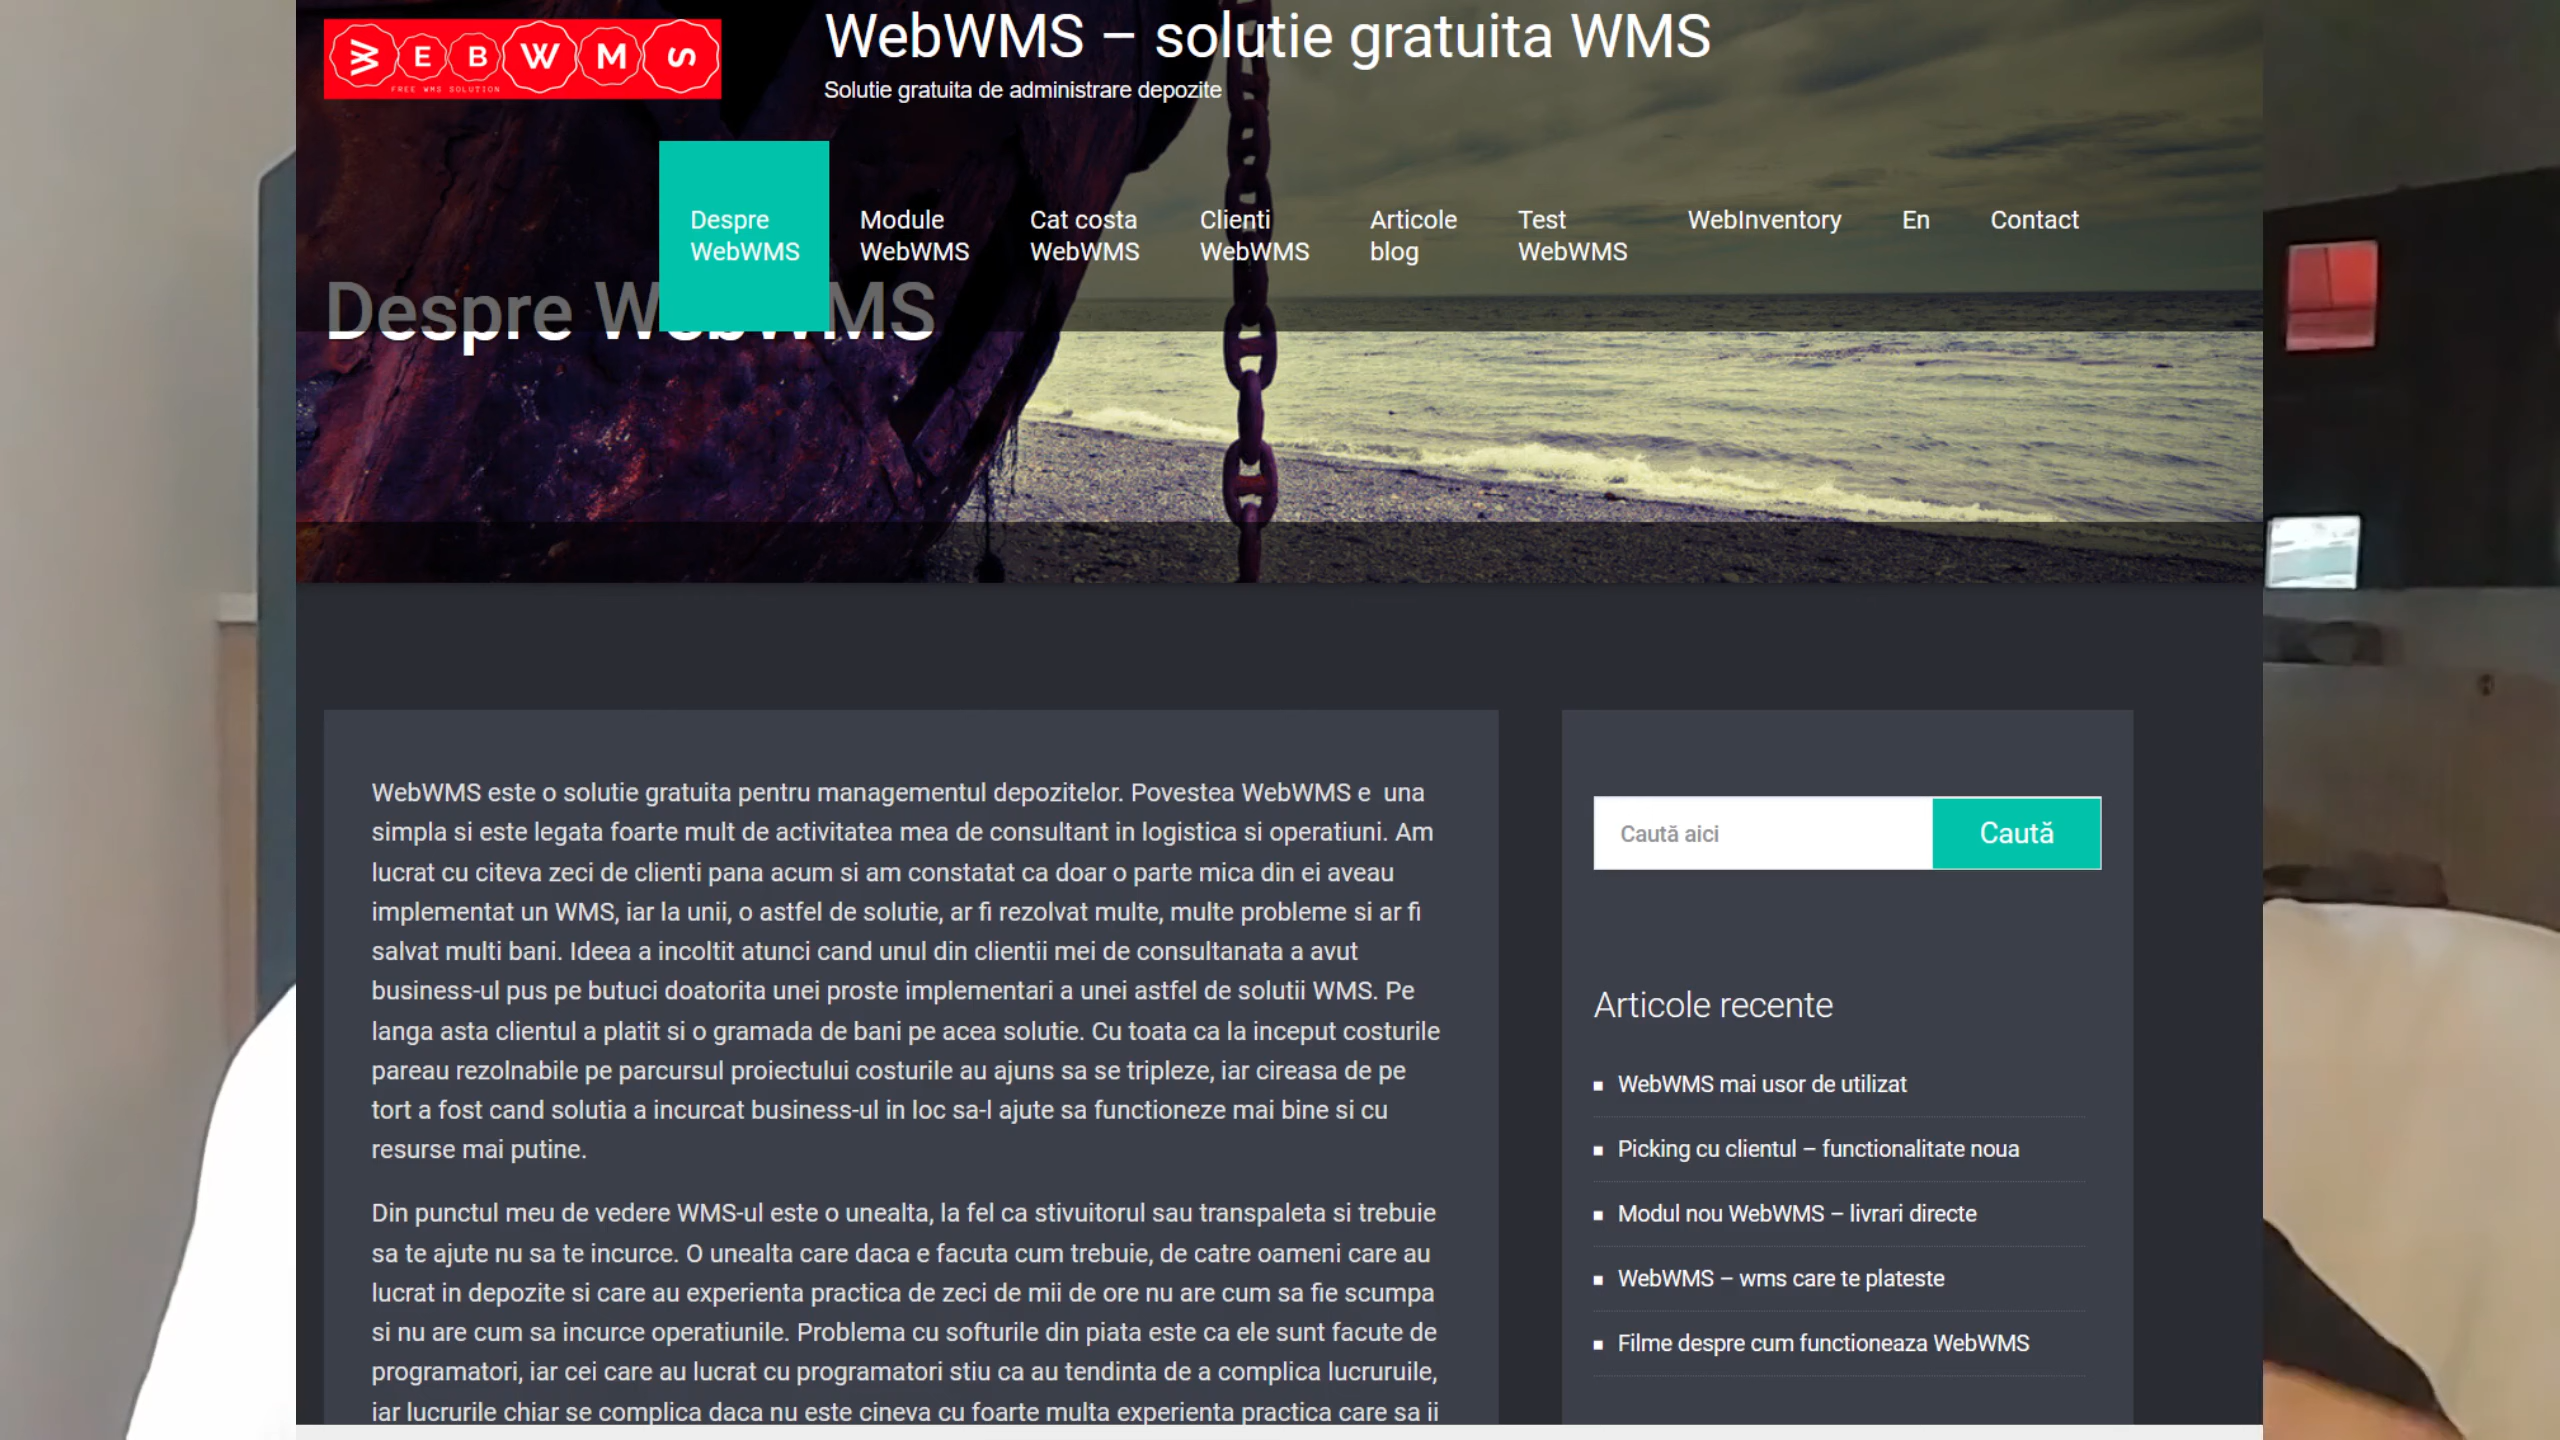 WEBWMS
FREE WMS SOLUTION
WebWMS – solutie gratuita WMS
Solutie gratuita de administrare depozite
Despre WebWMS
Module WebWMS
Cat costa WebWMS
Clienti WebWMS
Articole blog
Test WebWMS
WebInventory
En
Contact
Despre WebWMS
WebWMS este o solutie gratuita pentru managementul depozitelor. Povestea WebWMS e una
simpla si este legata foarte mult de activitatea mea de consultant in logistica si operatiuni. Am
lucrat cu citeva zeci de clienti pana acum si am constatat ca doar o parte mica din ei aveau
implementat un WMS, iar la unii, o astfel de solutie, ar fi rezolvat multe, multe probleme si ar fi
salvat multi bani. Ideea a incoltit atunci cand unul din clientii mei de consultanata a avut
business-ul pus pe butuci doatorita unei proste implementari a unei astfel de solutii WMS. Pe
langa asta clientul a platit si o gramada de bani pe acea solutie. Cu toata ca la inceput costurile
pareau rezolnabile pe parcursul proiectului costurile au ajuns sa se tripleze, iar cireasa de pe
tort a fost cand solutia a incurcat business-ul in loc sa-l ajute sa functioneze mai bine si cu
resurse mai putine.
Din punctul meu de vedere WMS-ul este o unealta, la fel ca stivuitorul sau transpaleta si trebuie
sa te ajute nu sa te incurce. O unealta care daca e facuta cum trebuie, de catre oameni care au
lucrat in depozite si care au experienta practica de zeci de mii de ore nu are cum sa fie scumpa
si nu are cum sa incurce operatiunile. Problema cu softurile din piata este ca ele sunt facute de
programatori, iar cei care au lucrat cu programatori stiu ca au tendinta de a complica lucruruile,
iar lucrurile chiar se complica daca nu este cineva cu foarte multa experienta practica care sa ii
Caută aici
Caută
Articole recente
WebWMS mai usor de utilizat
Picking cu clientul – functionalitate noua
Modul nou WebWMS – livrari directe
WebWMS – wms care te plateste
Filme despre cum functioneaza WebWMS